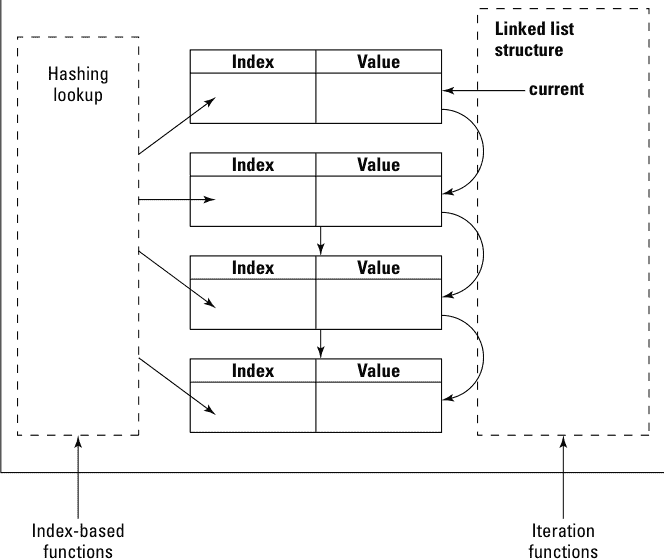 Hashing
lookup
Index Value
Index Value
Index Value
Index Value
Linked list
structure
current
Index-based
functions
Iteration
functions